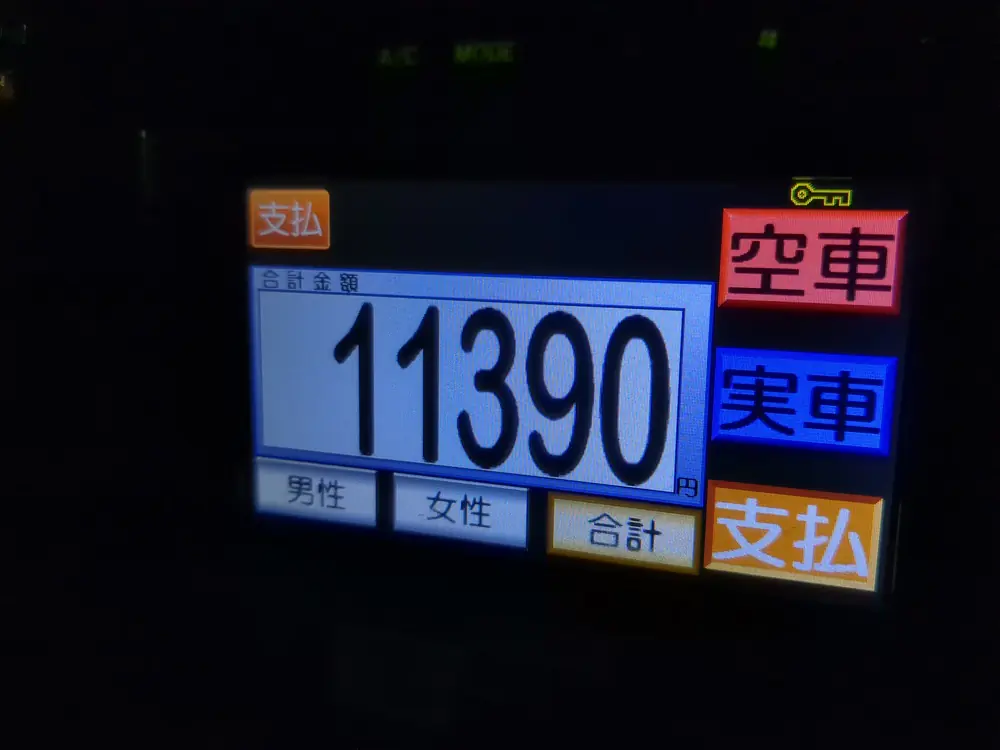 A/C MODE
支払
合計金額
11390
円
男性 女性 合計
空車
実車
支払